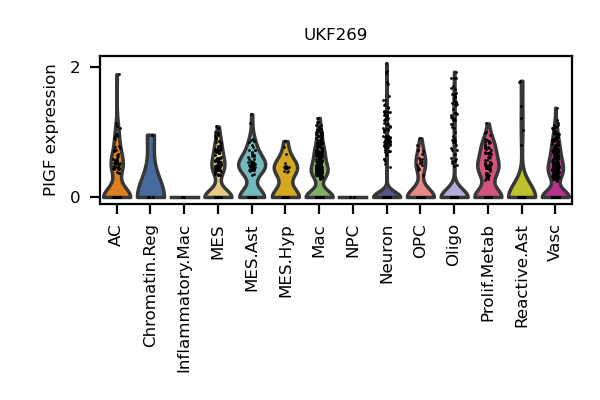 UKF269
PIGF expression
2
0
AC
Chromatin.Reg
Inflammatory.Mac
MES
MES.Ast
MES.Hyp
Mac
NPC
Neuron
OPC
Oligo
Prolif.Metab
Reactive.Ast
Vasc